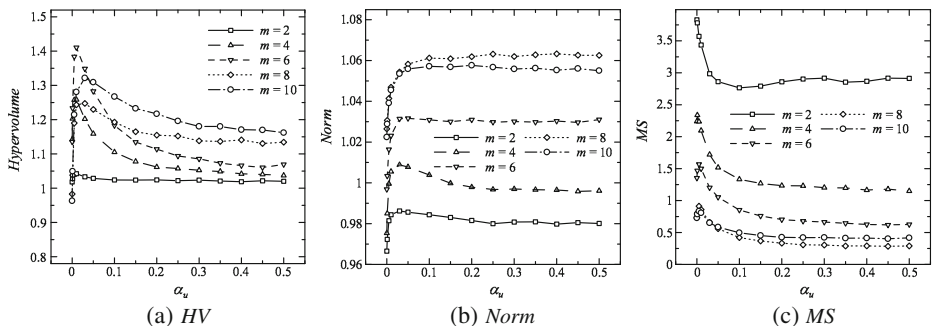 1.5
1.4
1.3
1.2
1.1
1.0
0.9
0.8
Hypervolume
m = 2
m = 4
m = 6
m = 8
m = 10
0 0.1 0.2 0.3 0.4 0.5
αu
(a) HV
1.08
1.06
1.04
1.02
1
0.98
0.96
Norm
m = 2
m = 4
m = 6
m = 8
m = 10
0 0.1 0.2 0.3 0.4 0.5
αu
(b) Norm
3.5
3
2.5
2
1.5
1
0.5
0
MS
m = 2
m = 4
m = 6
m = 8
m = 10
0 0.1 0.2 0.3 0.4 0.5
αu
(c) MS